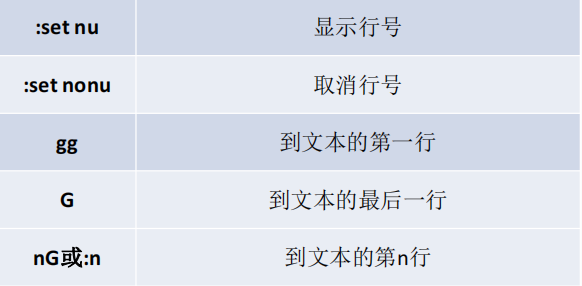 :set nu 显示行号
:set nonu 取消行号
gg 到文本的第一行
G 到文本的最后一行
nG或:n 到文本的第n行